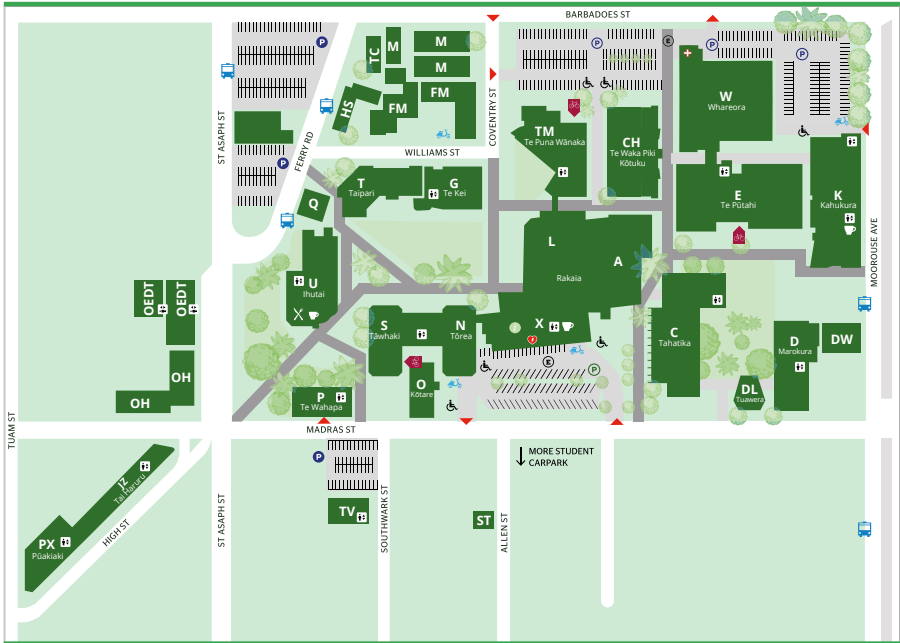 BARBADOES ST
P
TC
M
M
M
HS
FM
FM
P
E
P
P
W
Whareora
COVENTRY ST
ST ASAPH ST
FERRY RD
WILLIAMS ST
P
TM
Te Puna Wānaka
CH
Te Waka Piki
Kōtuku
T
Taipari
G
Te Kei
E
Te Pūtahi
K
Kahukura
Q
MOOROUSE AVE
L
A
Rakaia
U
Ihutai
OEDT
OEDT
S
Tāwhaki
N
Tōrea
X
i
C
Tahatika
D
Marokura
DW
E
P
OH
OH
O
Kōtare
P
Te Wahapa
DL
Tuawera
TUAM ST
MADRAS ST
P
MORE STUDENT
CARPARK
JZ
Tai Haruru
TV
ST
PX
Pūakiaki
HIGH ST
ST ASAPH ST
SOUTHWARK ST
ALLEN ST